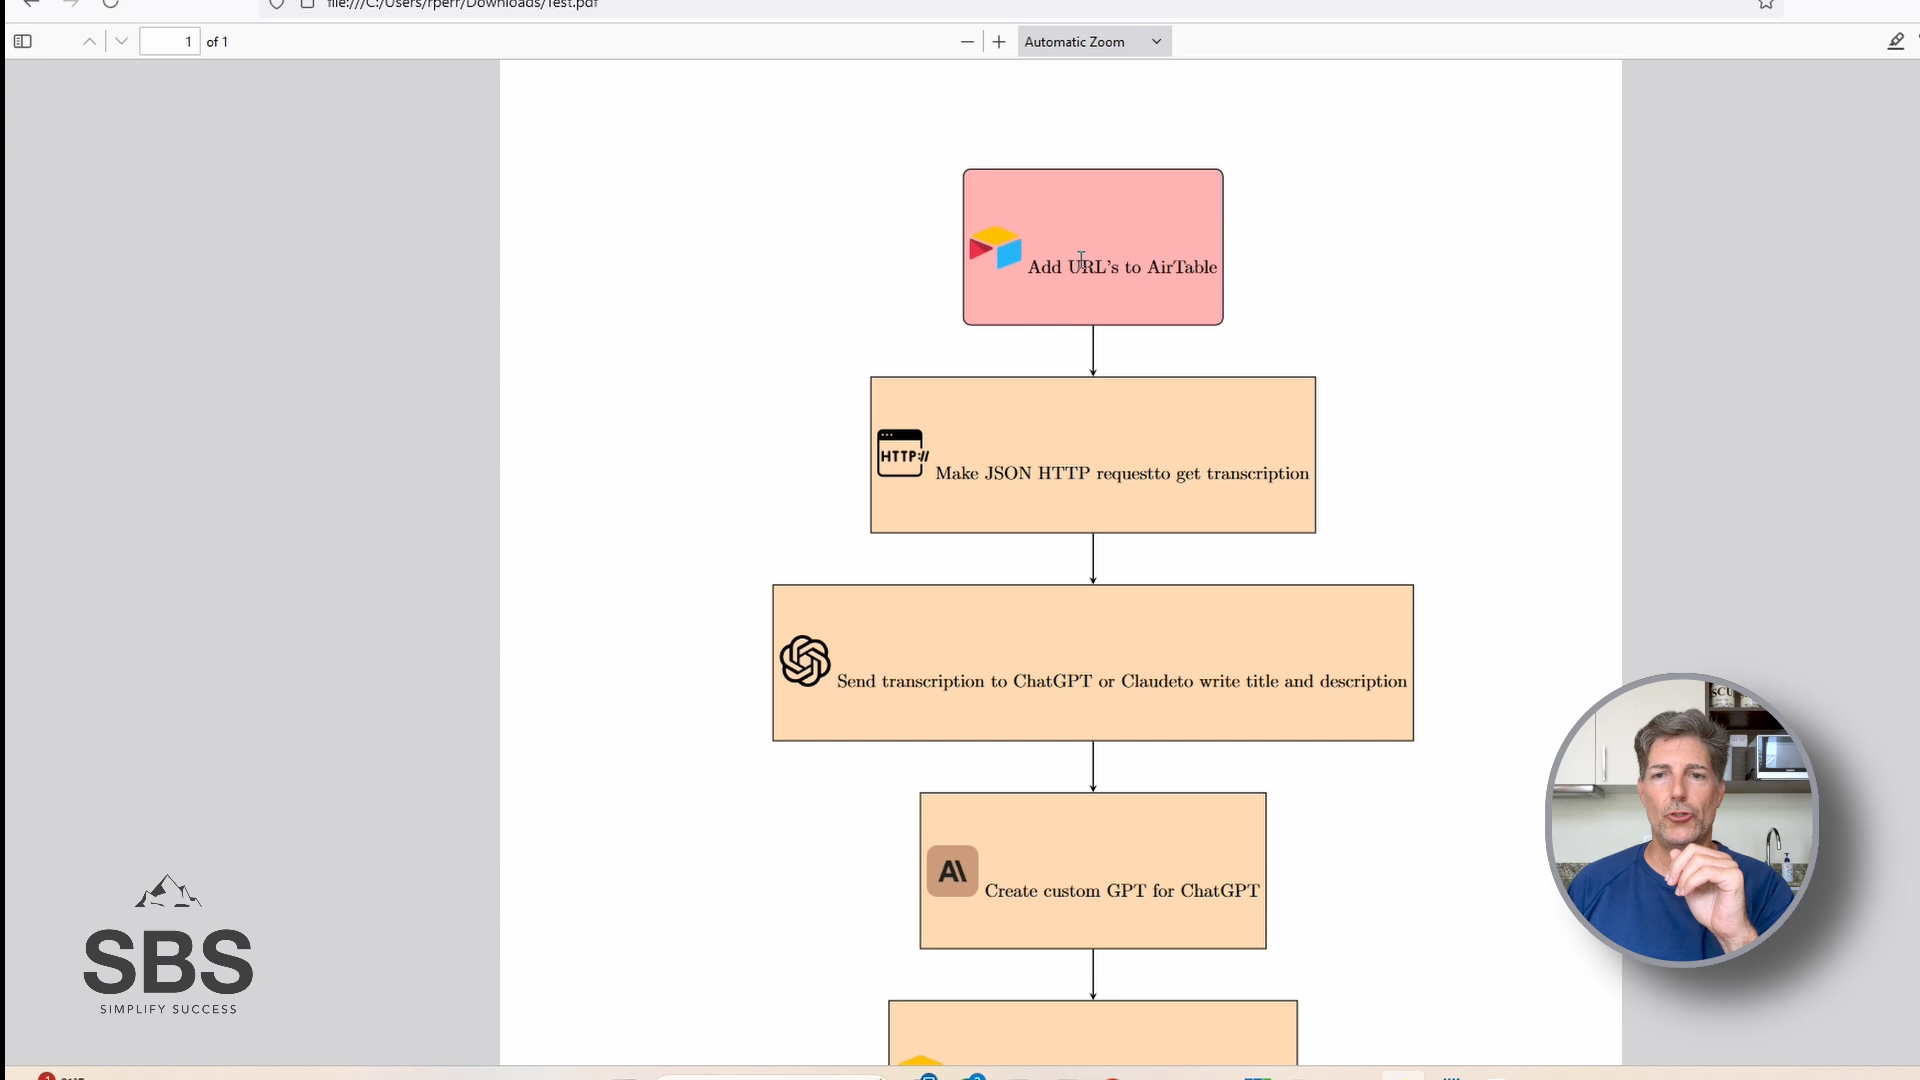 file:///C:/Users/rperr/Downloads/Test.pdf
1 of 1
Automatic Zoom
Add URL's to AirTable
HTTP://
Make JSON HTTP requestto get transcription
Send transcription to ChatGPT or Claudeto write title and description
A\
Create custom GPT for ChatGPT
SBS
SIMPLIFY SUCCESS